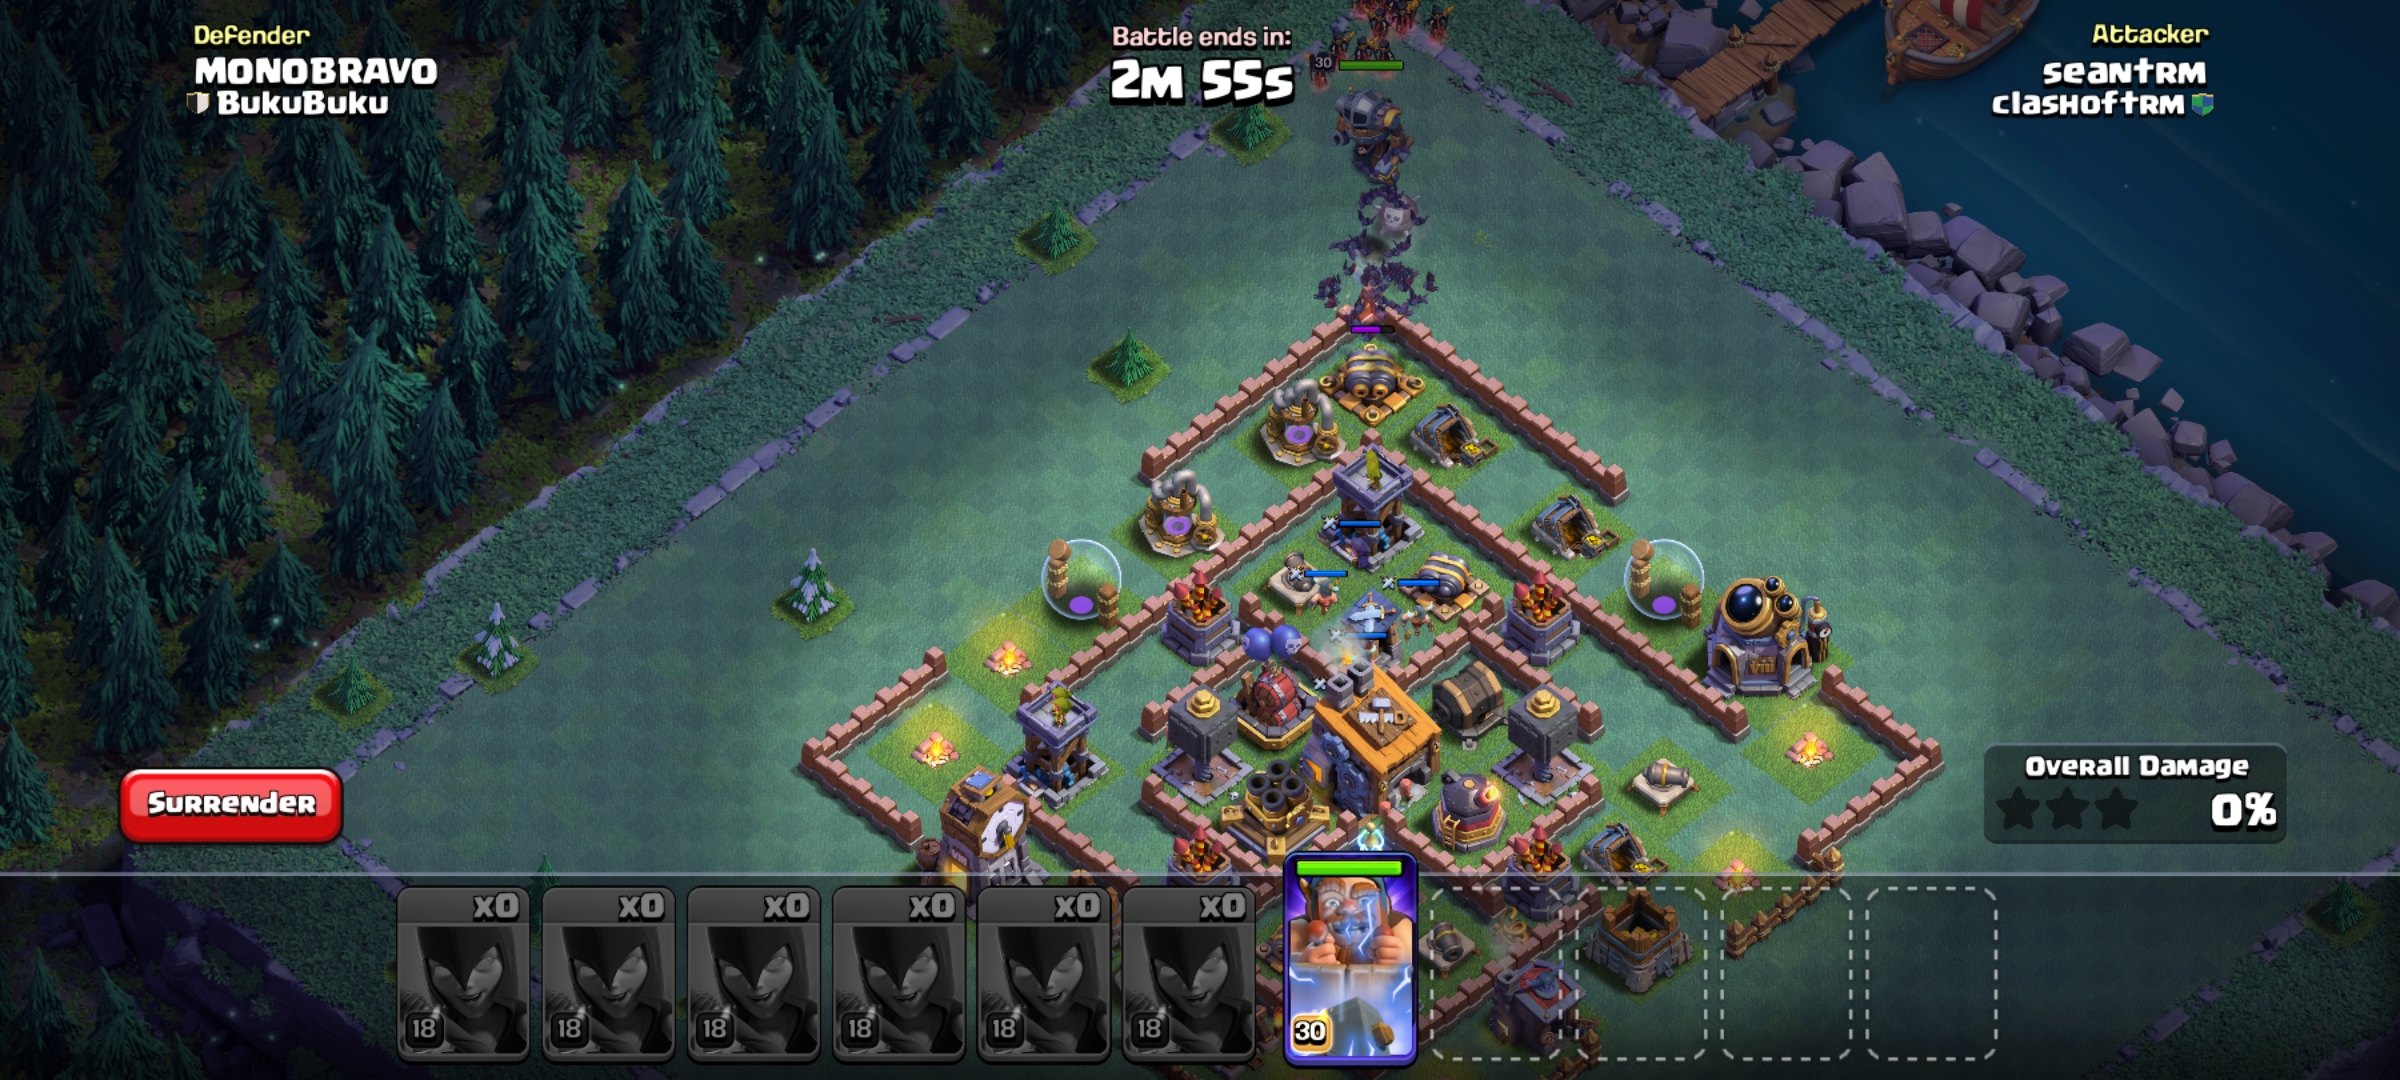 Defender
MONOBRAVO
BukuBuku
Battle ends in:
2M 55s
30
Attacker
seantRM
clashoftRM
Surrender
Overall Damage
0%
x0
x0
x0
x0
x0
x0
18
18
18
18
18
18
30
VIII